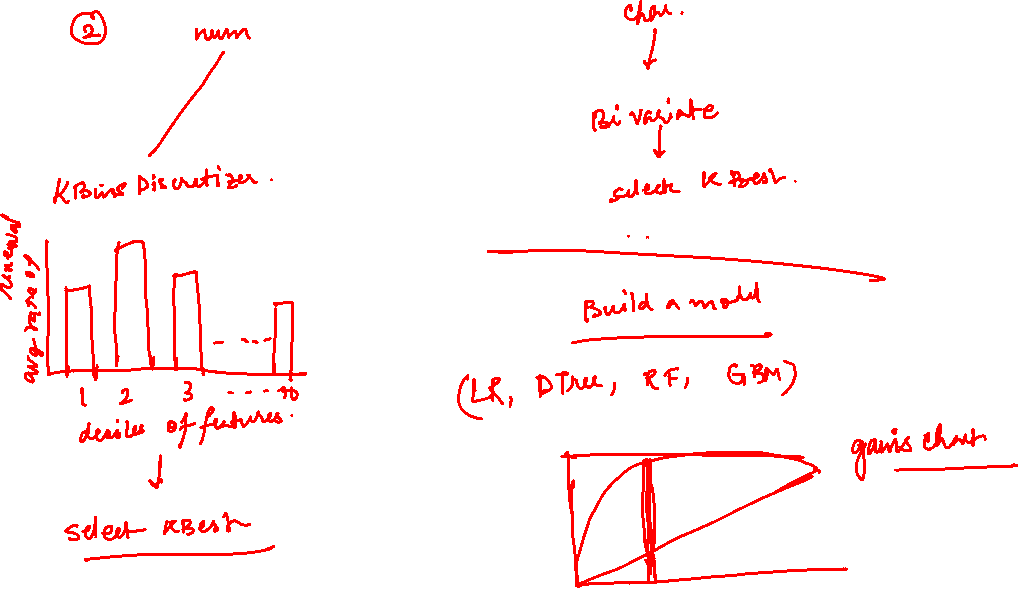 2
num
KBins Discretizer.
avg rate of
renewal
1 2 3 ---- 10
deciles of features.
Select KBest
char.
Bi variate
select K Best.
Build a model
(LR, DTree, RF, GBM)
gains chart